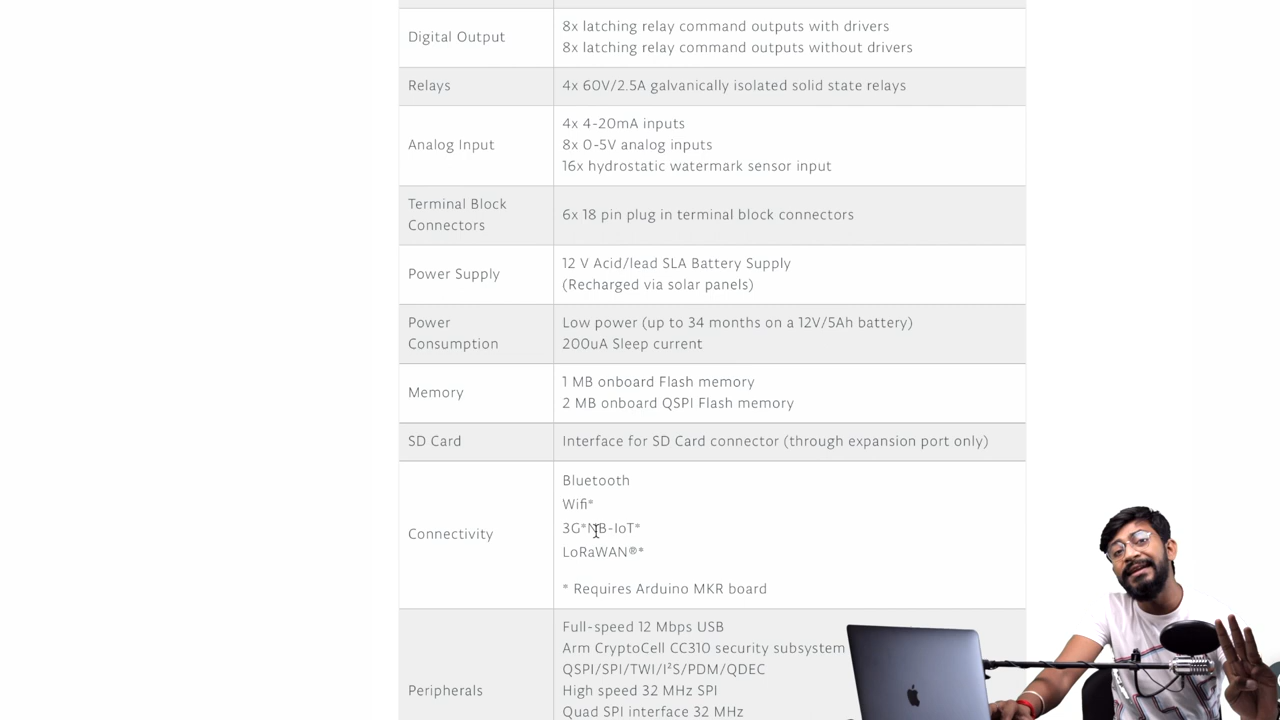 Digital Output
8x latching relay command outputs with drivers
8x latching relay command outputs without drivers
Relays
4x 60V/2.5A galvanically isolated solid state relays
Analog Input
4x 4-20mA inputs
8x 0-5V analog inputs
16x hydrostatic watermark sensor input
Terminal Block
Connectors
6x 18 pin plug in terminal block connectors
Power Supply
12 V Acid/lead SLA Battery Supply
(Recharged via solar panels)
Power
Consumption
Low power (up to 34 months on a 12V/5Ah battery)
200uA Sleep current
Memory
1 MB onboard Flash memory
2 MB onboard QSPI Flash memory
SD Card
Interface for SD Card connector (through expansion port only)
Connectivity
Bluetooth
Wifi*
3G*NB-IoT*
LoRaWAN®*
* Requires Arduino MKR board
Peripherals
Full-speed 12 Mbps USB
Arm CryptoCell CC310 security subsystem
QSPI/SPI/TWI/I²S/PDM/QDEC
High speed 32 MHz SPI
Quad SPI interface 32 MHz